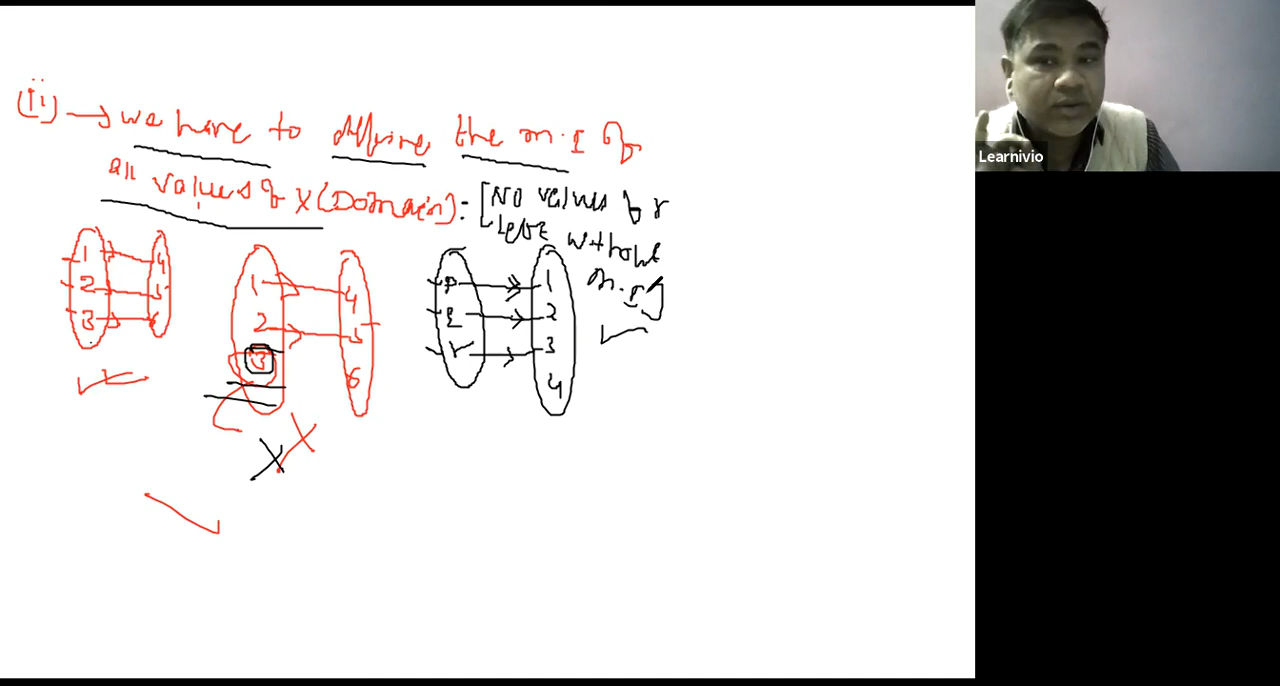 (ii) → we have to define the m.I of
all values of X (Domain):
[No values of x
left without
m.I]
1 4
2 5
3 6
1 4
2 5
3 6
P 1
q 2
r 3
4
Learnivio